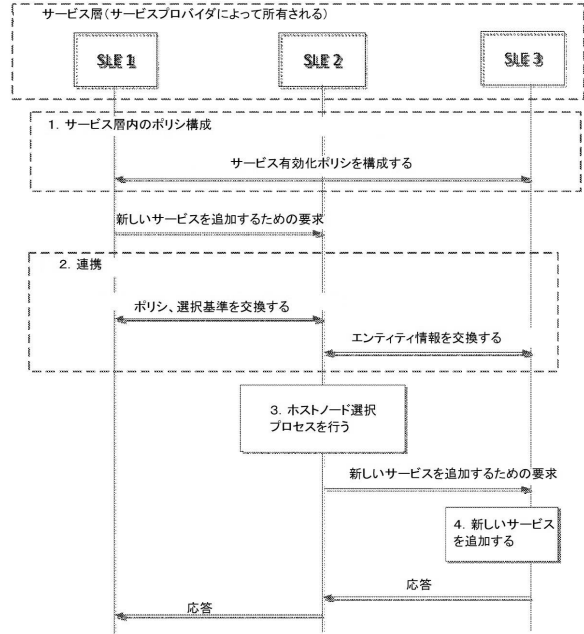 サービス層(サービスプロバイダによって所有される)
SLE 1
SLE 2
SLE 3
1. サービス層内のポリシ構成
サービス有効化ポリシを構成する
新しいサービスを追加するための要求
2. 連携
ポリシ、選択基準を交換する
エンティティ情報を交換する
3. ホストノード選択
プロセスを行う
新しいサービスを追加するための要求
4. 新しいサービス
を追加する
応答
応答